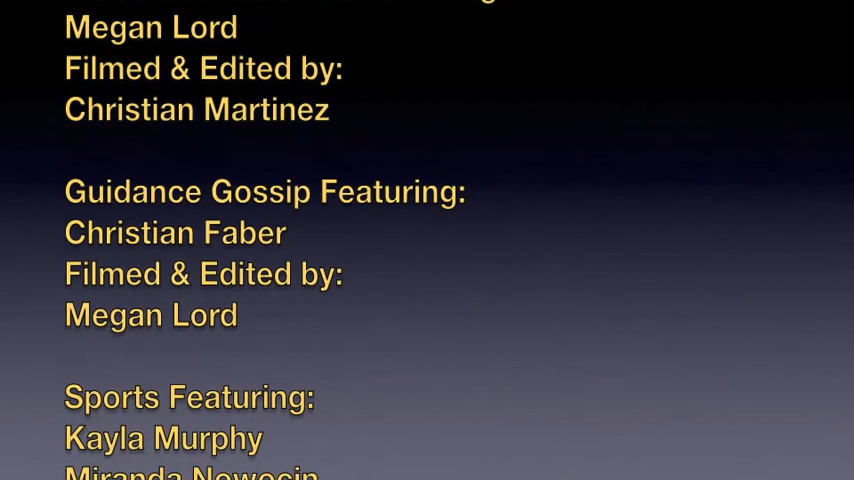 Megan Lord
Filmed & Edited by:
Christian Martinez
Guidance Gossip Featuring:
Christian Faber
Filmed & Edited by:
Megan Lord
Sports Featuring:
Kayla Murphy
Miranda